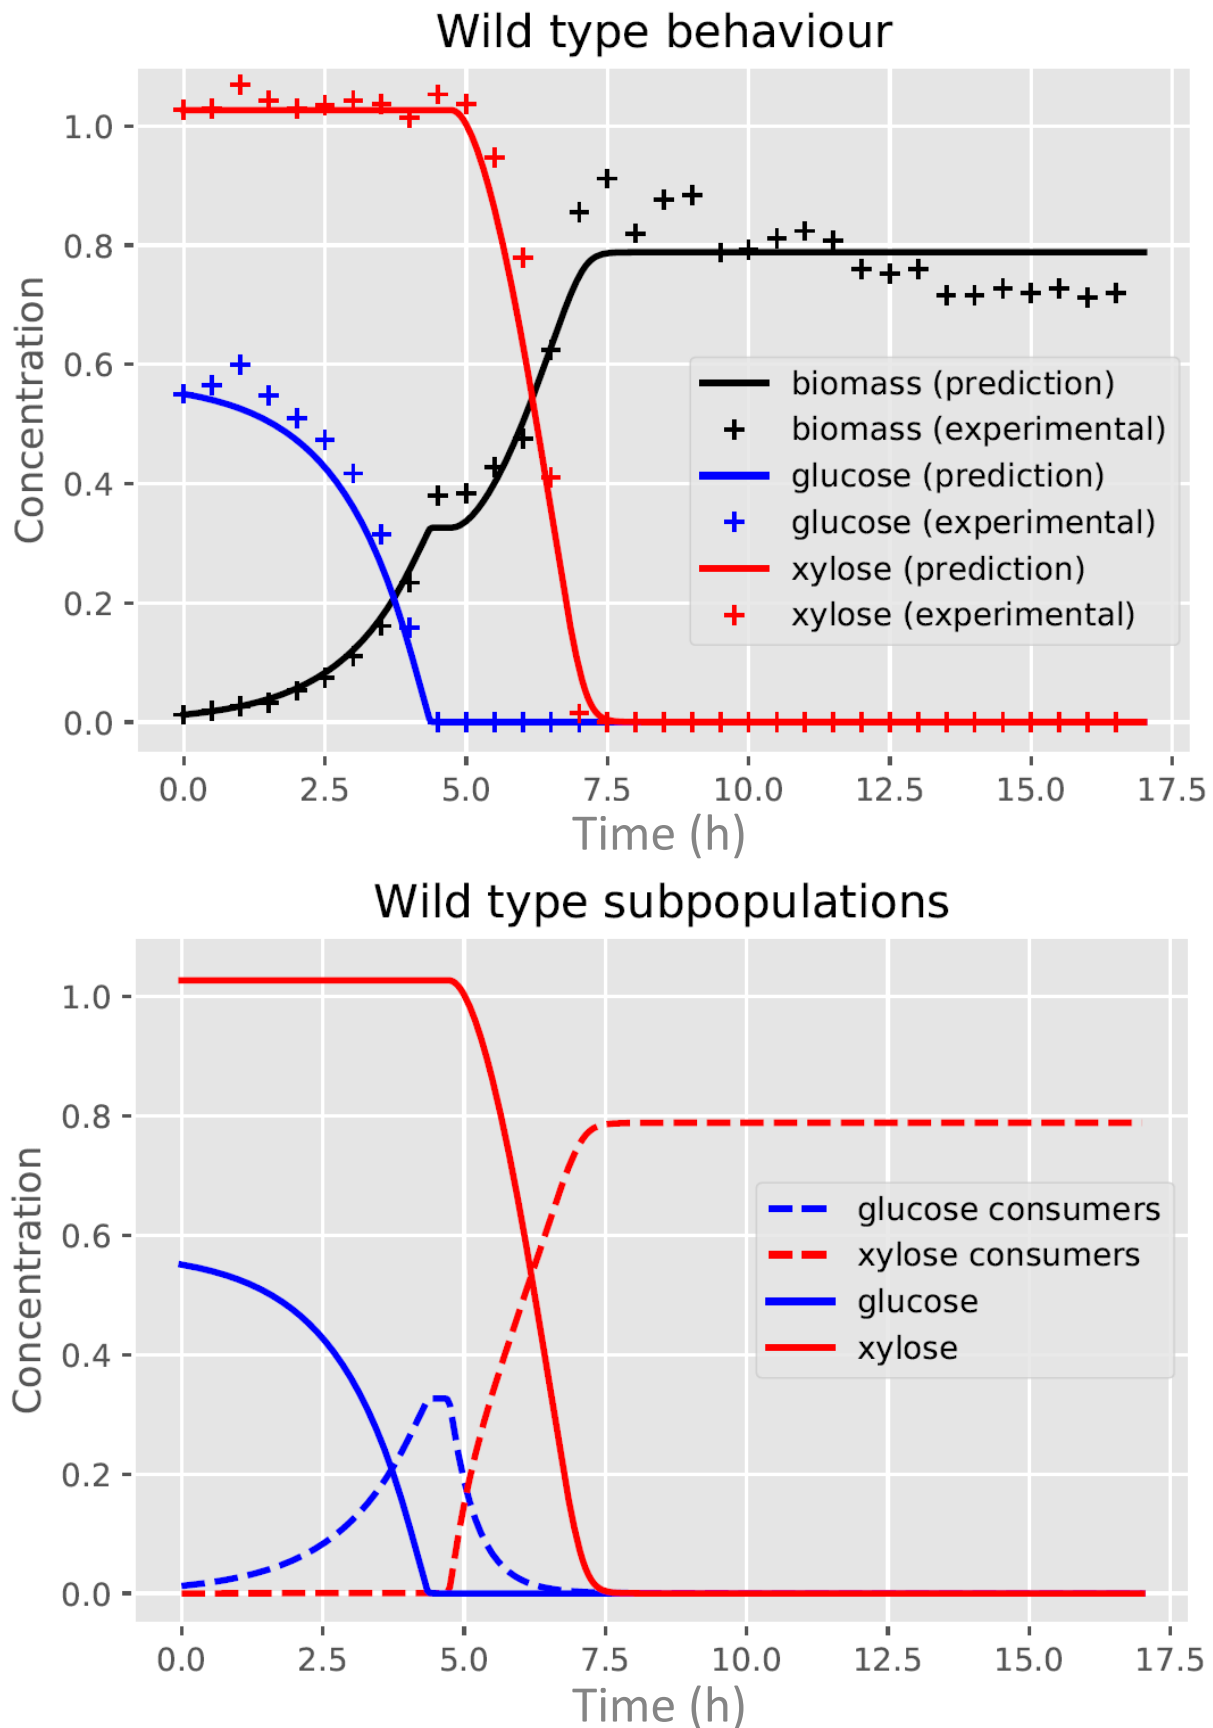 Wild type behaviour
Concentration
1.0
0.8
0.6
0.4
0.2
0.0
biomass (prediction)
biomass (experimental)
glucose (prediction)
glucose (experimental)
xylose (prediction)
xylose (experimental)
0.0 2.5 5.0 7.5 10.0 12.5 15.0 17.5
Time (h)
Wild type subpopulations
Concentration
1.0
0.8
0.6
0.4
0.2
0.0
glucose consumers
xylose consumers
glucose
xylose
0.0 2.5 5.0 7.5 10.0 12.5 15.0 17.5
Time (h)